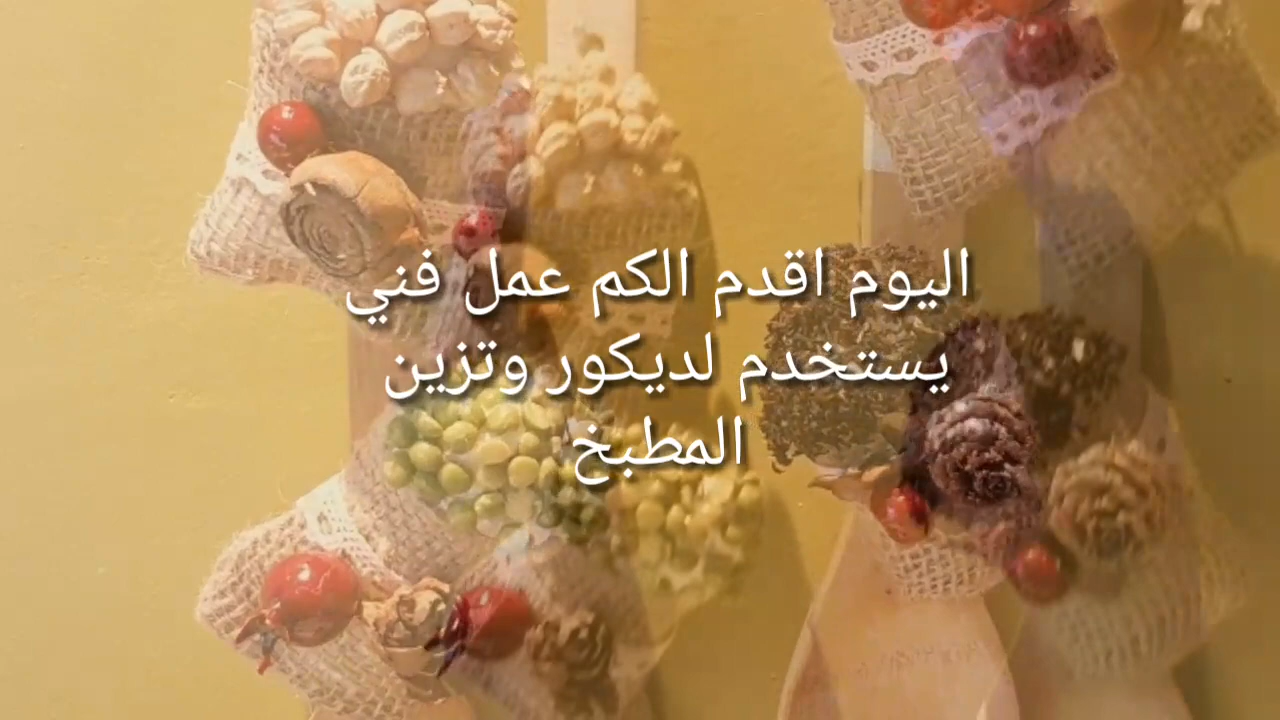 اليوم اقدم الكم عمل فني
يستخدم لديكور وتزين
المطبخ